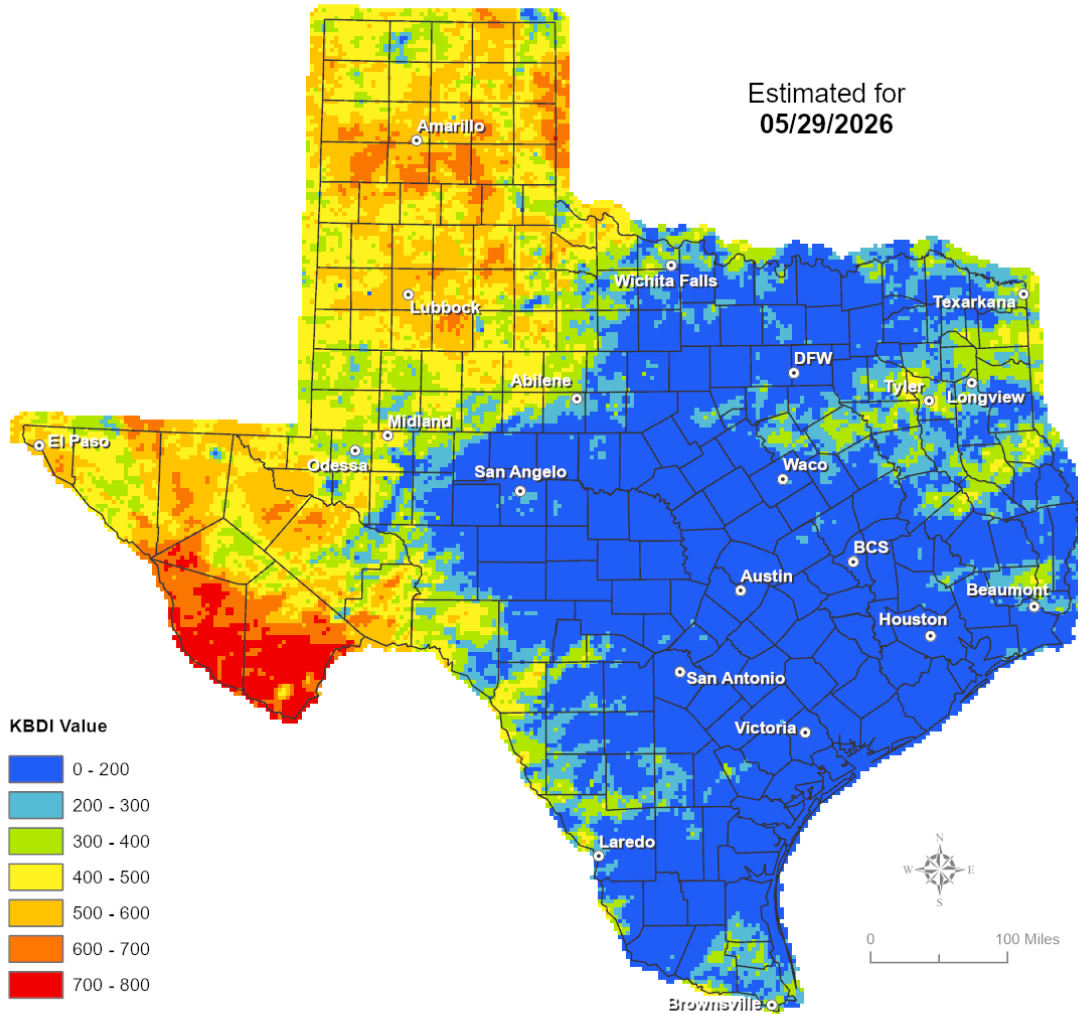 Estimated for
05/29/2026
Amarillo
Wichita Falls
Lubbock
Texarkana
DFW
Abilene
Tyler
Longview
Midland
El Paso
Odessa
San Angelo
Waco
BCS
Austin
Beaumont
Houston
San Antonio
Victoria
Laredo
Brownsville
KBDI Value
0 - 200
200 - 300
300 - 400
400 - 500
500 - 600
600 - 700
700 - 800
N
W E
S
0 100 Miles